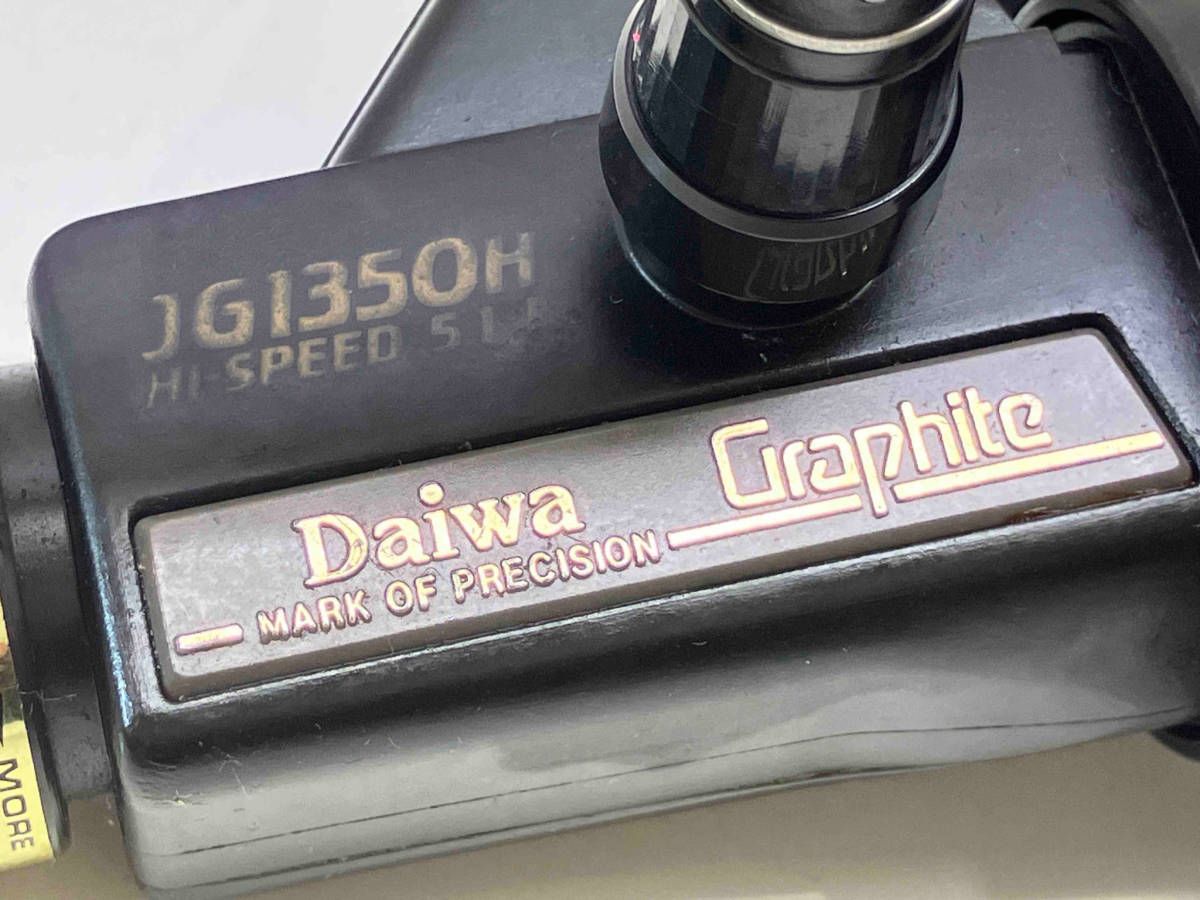 JG1350H
HI-SPEED
Daiwa
MARK OF PRECISION
Graphite
MORE